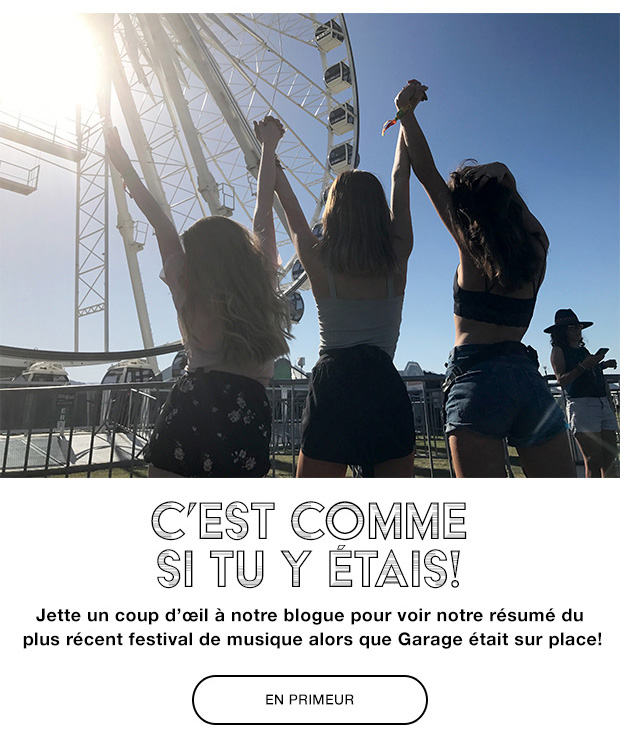 C'EST COMME
SI TU Y ÉTAIS!
Jette un coup d'œil à notre blogue pour voir notre résumé du
plus récent festival de musique alors que Garage était sur place!
EN PRIMEUR